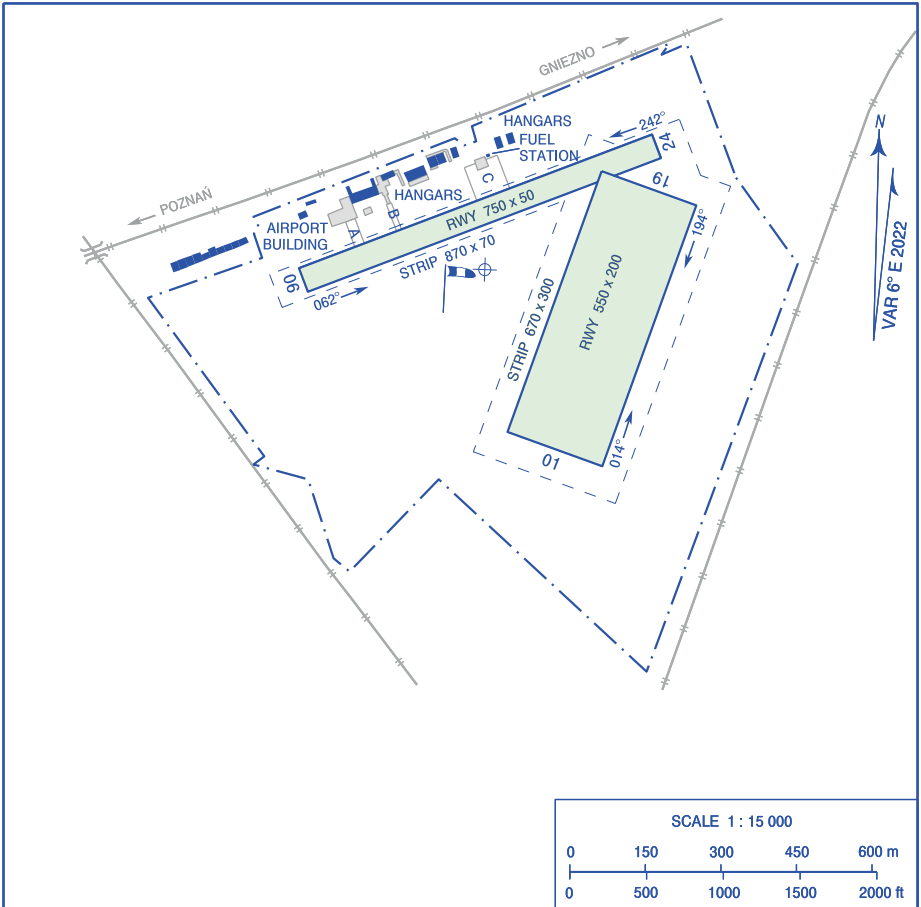 GNIEZNO
HANGARS
FUEL
STATION
242°
24
N
POZNAŃ
HANGARS
C
19
AIRPORT
BUILDING
A
B
RWY 750 x 50
STRIP 870 x 70
194°
06
062°
STRIP 670 x 300
RWY 550 x 200
VAR 6° E 2022
01
014°
SCALE 1 : 15 000
0 150 300 450 600 m
0 500 1000 1500 2000 ft